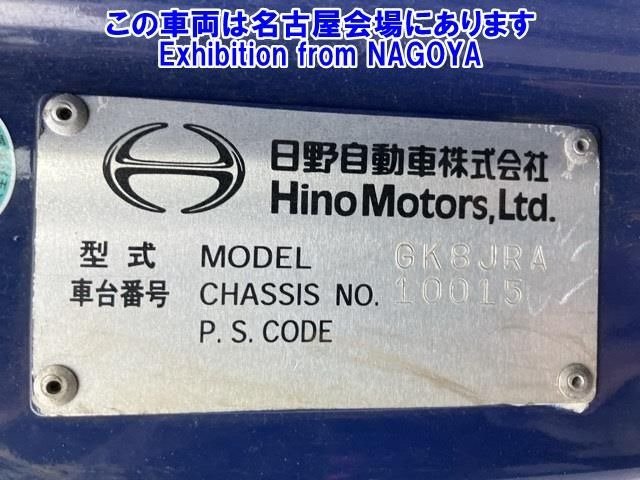 この車両は名古屋会場にあります
Exhibition from NAGOYA
日野自動車株式会社
Hino Motors, Ltd.
型式 MODEL GK8JRA
車台番号 CHASSIS NO. 10015
P. S. CODE